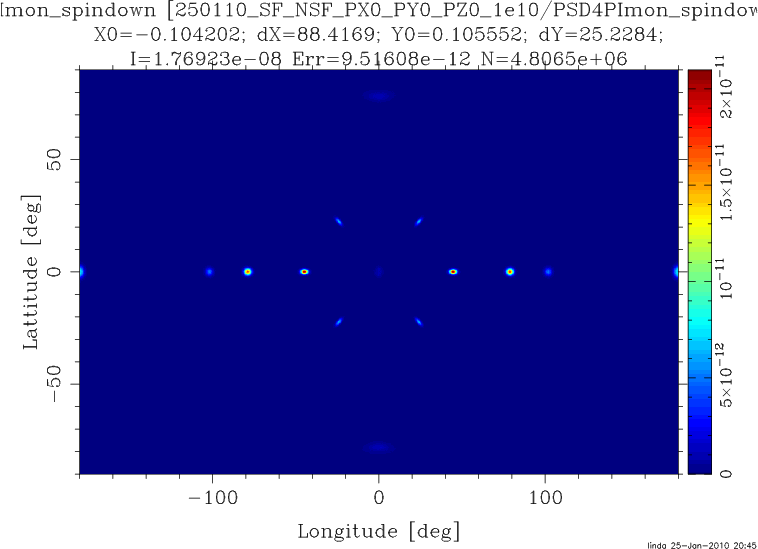 Imon_spindown [250110_SF_NSF_PX0_PY0_PZ0_1e10/PSD4PImon_spindow
X0=−0.104202; dX=88.4169; Y0=0.105552; dY=25.2284;
I=1.76923e−08 Err=9.51608e−12 N=4.8065e+06
2×10−11
1.5×10−11
10−11
5×10−12
0
50
0
−50
Lattitude [deg]
−100 0 100
Longitude [deg]
linda 25-Jan-2010 20:45